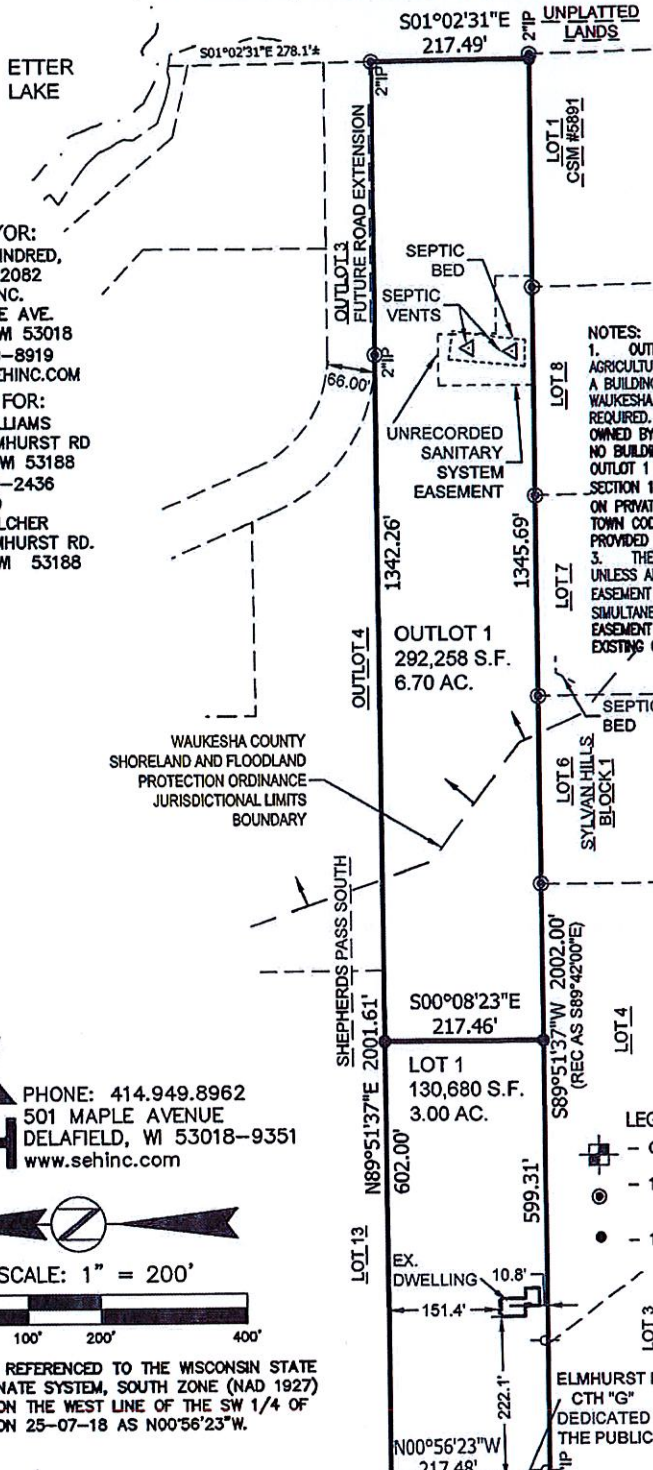 S01°02'31"E
217.49'
UNPLATTED
LANDS
2"IP
S01°02'31"E 278.1'±
2"IP
ETTER
LAKE
LOT 1
CSM #5891
OUTLOT 3
FUTURE ROAD EXTENSION
YOR:
INDRED,
2082
NC.
E AVE.
WI 53018
-8919
EHINC.COM
FOR:
LLIAMS
MHURST RD
WI 53188
-2436
LCHER
MHURST RD.
WI 53188
SEPTIC
BED
SEPTIC
VENTS
2"IP
66.00'
UNRECORDED
SANITARY
SYSTEM
EASEMENT
LOT 8
NOTES:
1. OUTL
AGRICULTU
A BUILDING
WAUKESHA
REQUIRED.
OWNED BY
NO BUILDI
OUTLOT 1
SECTION 1
ON PRIVAT
TOWN COD
PROVIDED
3. THE
UNLESS A
EASEMENT
SIMULTANE
EASEMENT
EXISTING
1342.26'
1345.69'
LOT 7
OUTLOT 4
OUTLOT 1
292,258 S.F.
6.70 AC.
SEPTIC
BED
WAUKESHA COUNTY
SHORELAND AND FLOODLAND
PROTECTION ORDINANCE
JURISDICTIONAL LIMITS
BOUNDARY
LOT 6
SYLVAN HILLS
BLOCK 1
SHEPHERDS PASS SOUTH
S00°08'23"E
217.46'
N89°51'37"E 2001.61'
S89°51'37"W 2002.00'
(REC AS S89°42'00"E)
LOT 4
LOT 1
130,680 S.F.
3.00 AC.
602.00'
599.31'
PHONE: 414.949.8962
501 MAPLE AVENUE
DELAFIELD, WI 53018-9351
www.sehinc.com
LEG
- 1
- 1
SCALE: 1" = 200'
100' 200' 400'
LOT 13
EX.
DWELLING
10.8'
151.4'
222.1'
LOT 3
REFERENCED TO THE WISCONSIN STATE
NATE SYSTEM, SOUTH ZONE (NAD 1927)
ON THE WEST LINE OF THE SW 1/4 OF
ON 25-07-18 AS N00°56'23"W.
ELMHURST
CTH "G"
DEDICATED
THE PUBLIC
N00°56'23"W
217.48'
IP